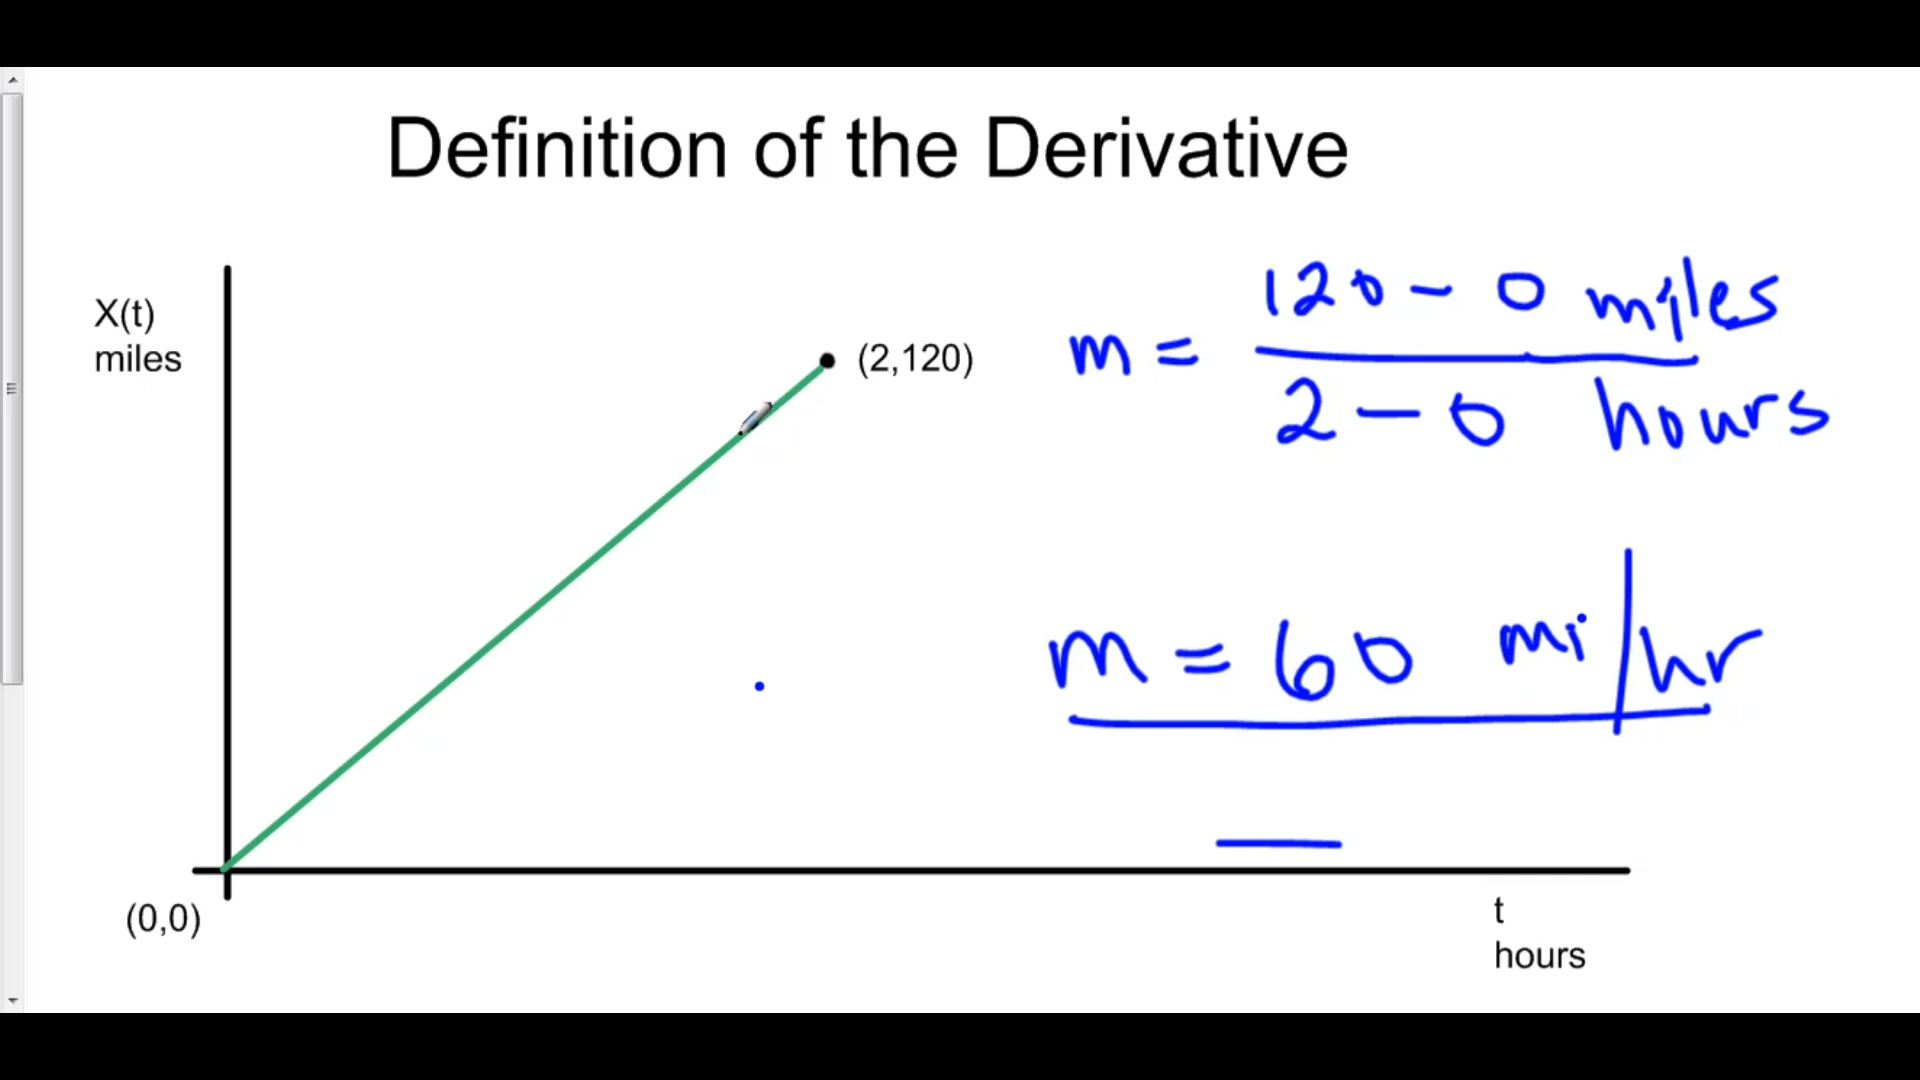 Definition of the Derivative
X(t)
miles
(2,120)
m = 120 - 0 miles
2 - 0 hours
m = 60 mi/hr
(0,0)
t
hours